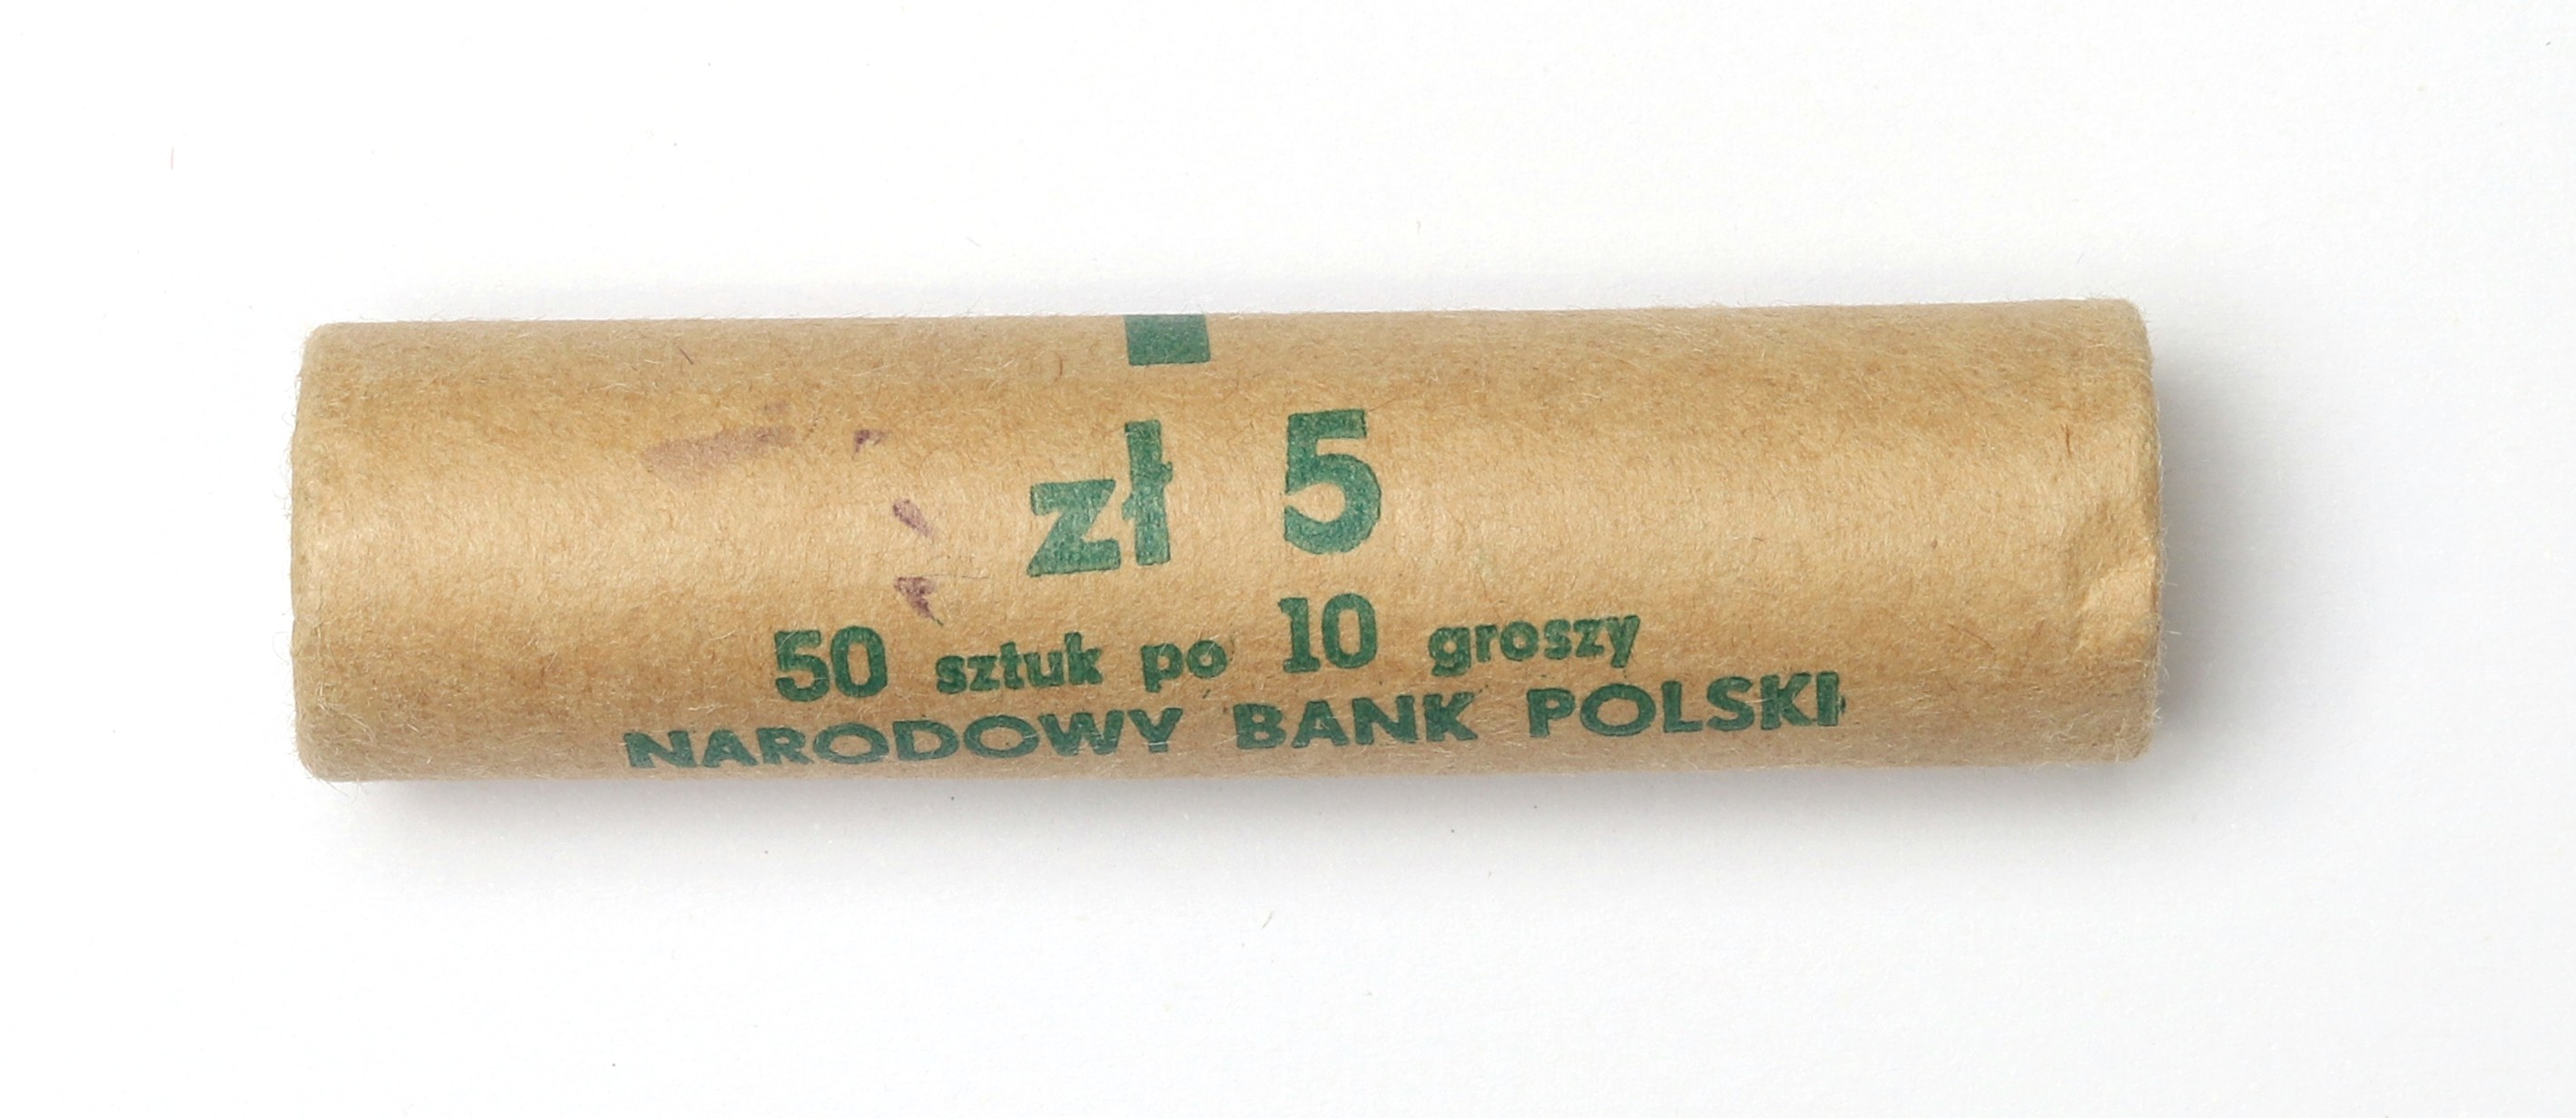 zł 5
50 sztuk po 10 groszy
NARODOWY BANK POLSKI